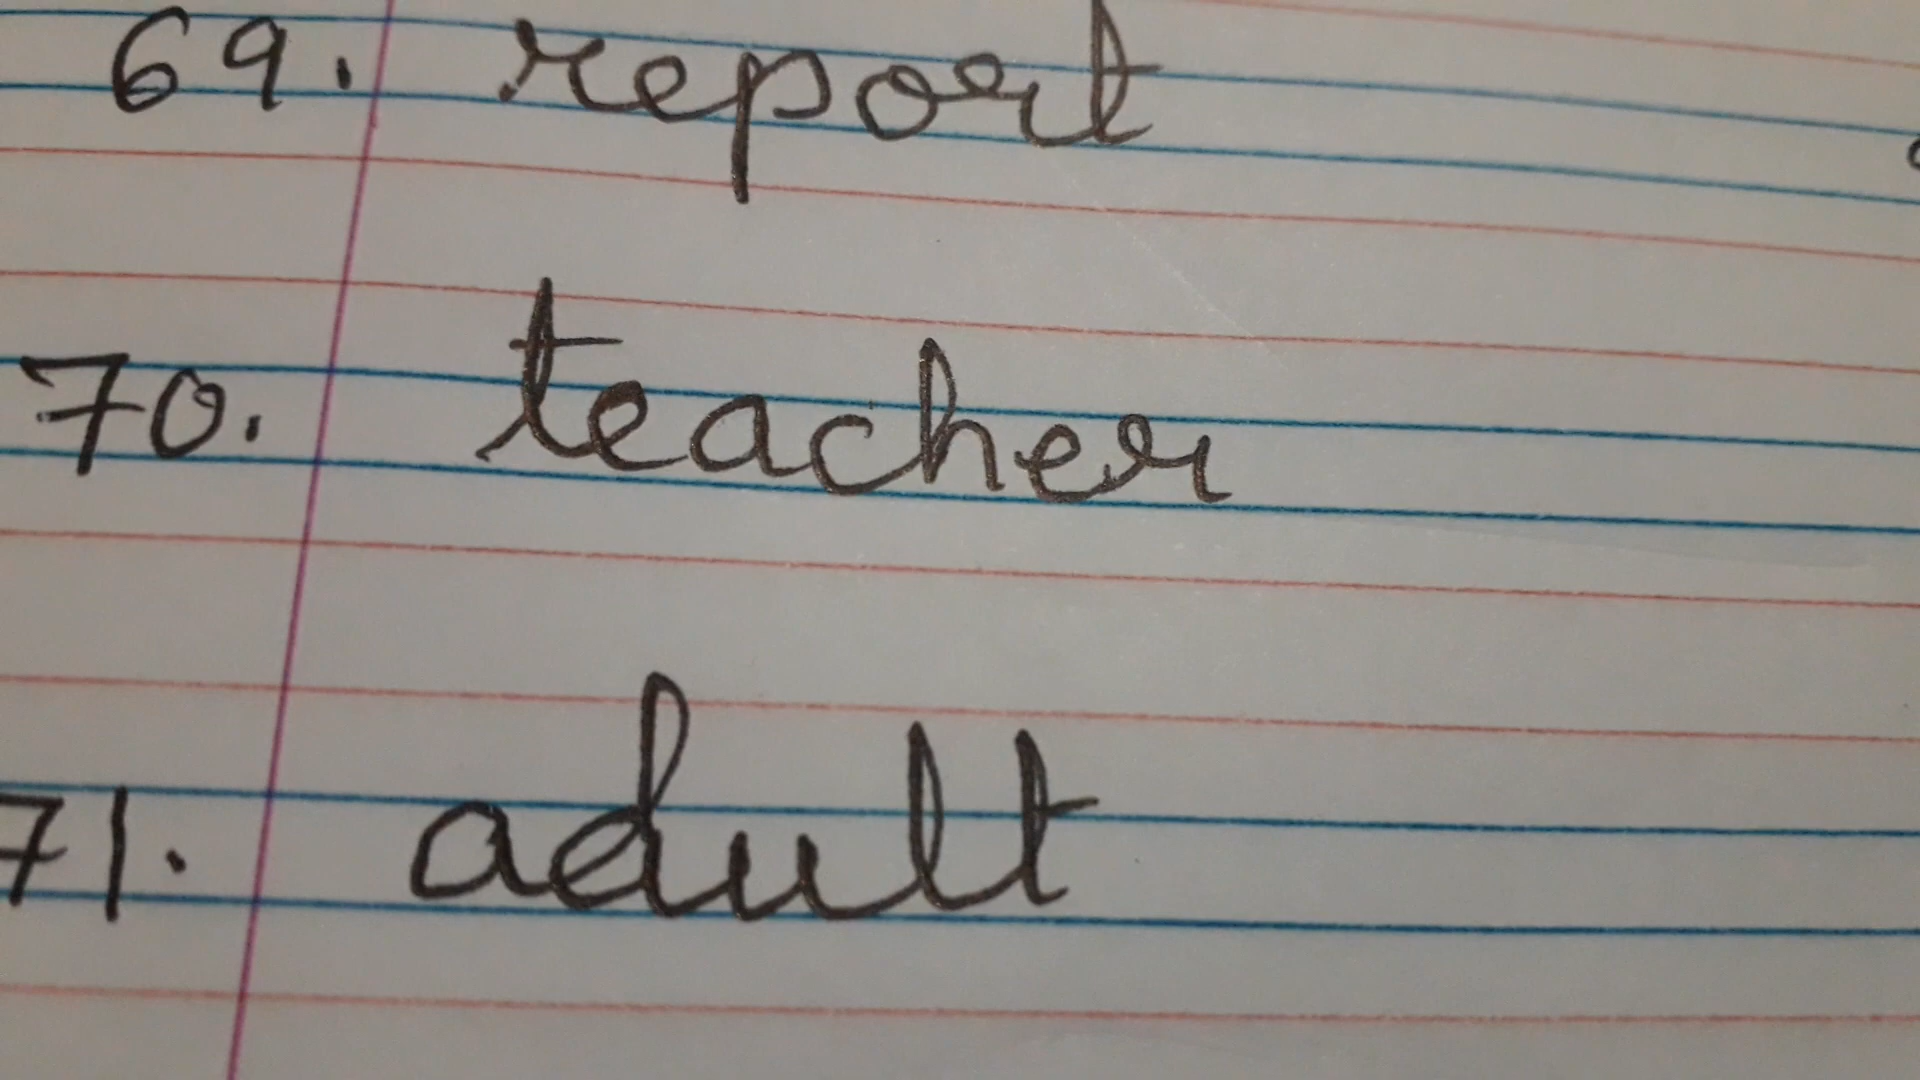 69. report
70. teacher
71. adult